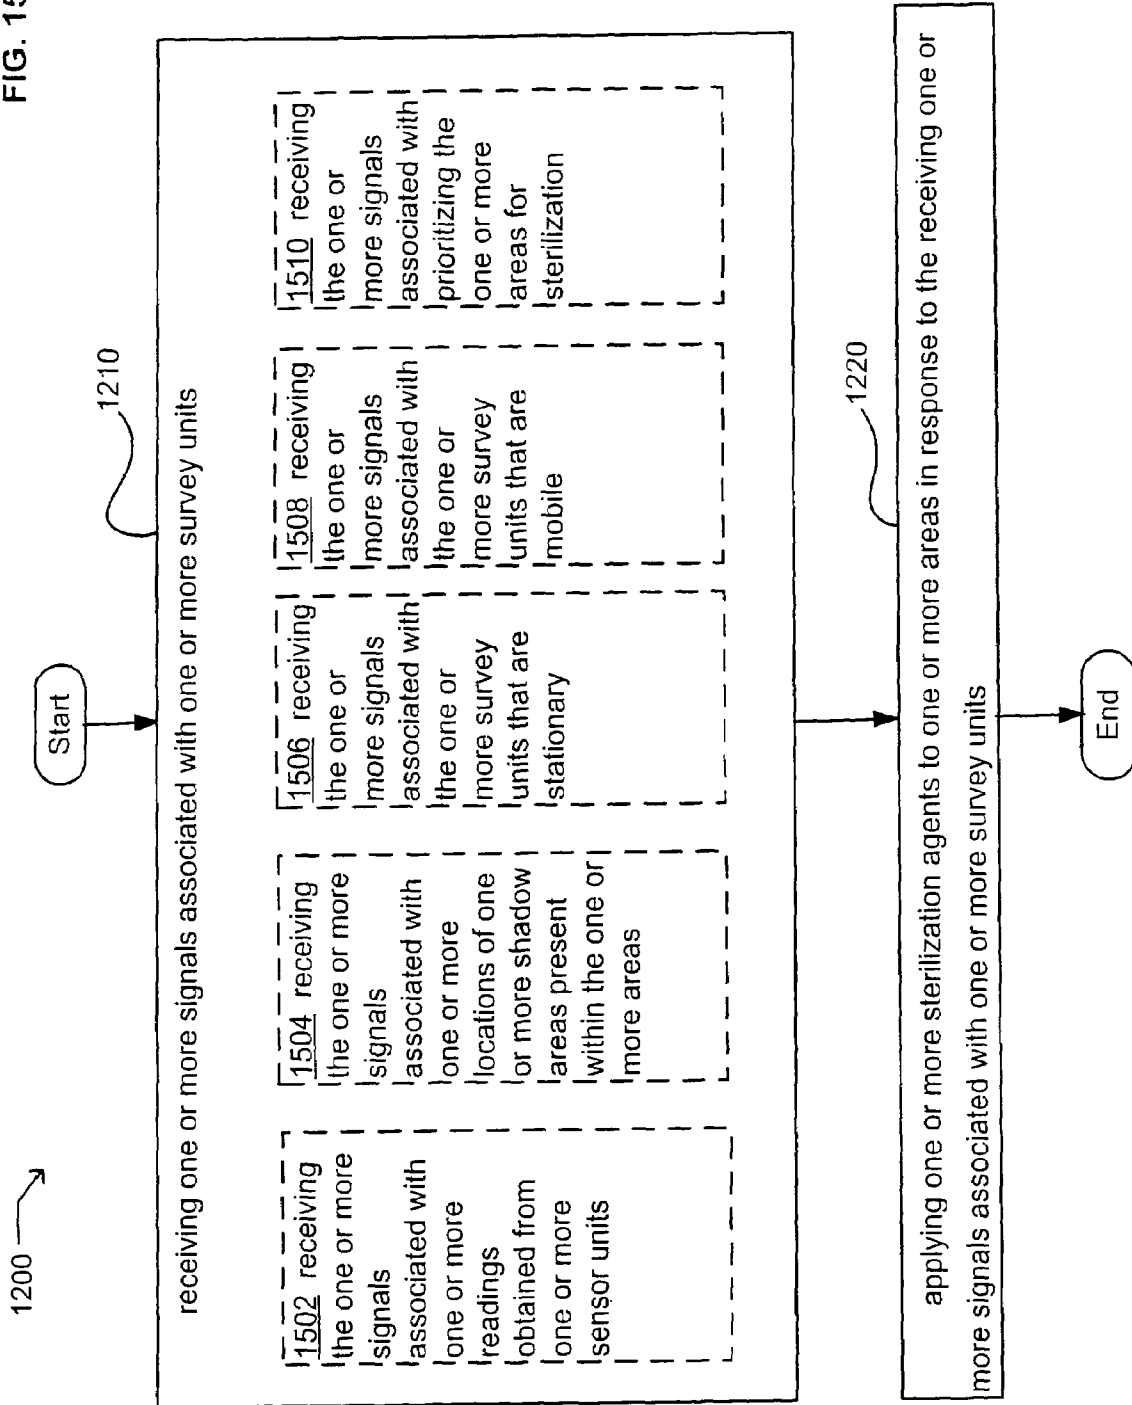 FIG. 15
1200
Start
1210
receiving one or more signals associated with one or more survey units
1502 receiving
the one or more
signals
associated with
one or more
readings
obtained from
one or more
sensor units
1504 receiving
the one or more
signals
associated with
one or more
locations of one
or more shadow
areas present
within the one or
more areas
1506 receiving
the one or
more signals
associated with
the one or
more survey
units that are
stationary
1508 receiving
the one or
more signals
associated with
the one or
more survey
units that are
mobile
1510 receiving
the one or
more signals
associated with
prioritizing the
one or more
areas for
sterilization
1220
applying one or more sterilization agents to one or more areas in response to the receiving one or
more signals associated with one or more survey units
End